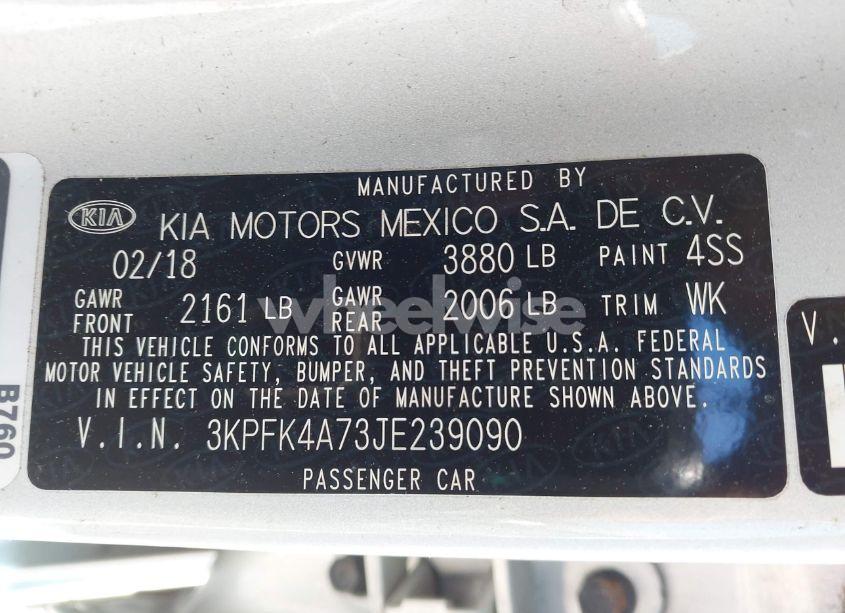 MANUFACTURED BY
KIA KIA MOTORS MEXICO S.A. DE C.V.
02/18 GVWR 3880 LB PAINT 4SS
GAWR FRONT 2161 LB GAWR REAR 2006 LB TRIM WK
THIS VEHICLE CONFORMS TO ALL APPLICABLE U.S.A. FEDERAL
MOTOR VEHICLE SAFETY, BUMPER, AND THEFT PREVENTION STANDARDS
IN EFFECT ON THE DATE OF MANUFACTURE SHOWN ABOVE.
V.I.N. 3KPFK4A73JE239090
PASSENGER CAR
B760
V.
wheelwise